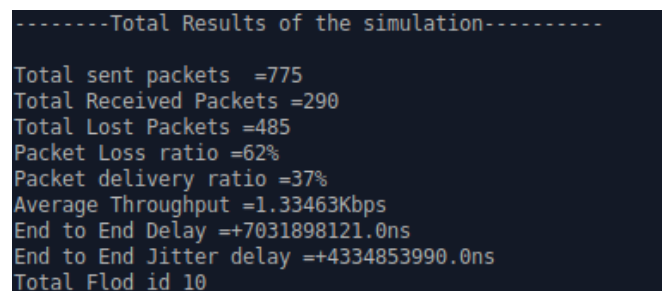 --------Total Results of the simulation----------
Total sent packets  =775
Total Received Packets =290
Total Lost Packets =485
Packet Loss ratio =62%
Packet delivery ratio =37%
Average Throughput =1.33463Kbps
End to End Delay =+7031898121.0ns
End to End Jitter delay =+4334853990.0ns
Total Flod id 10